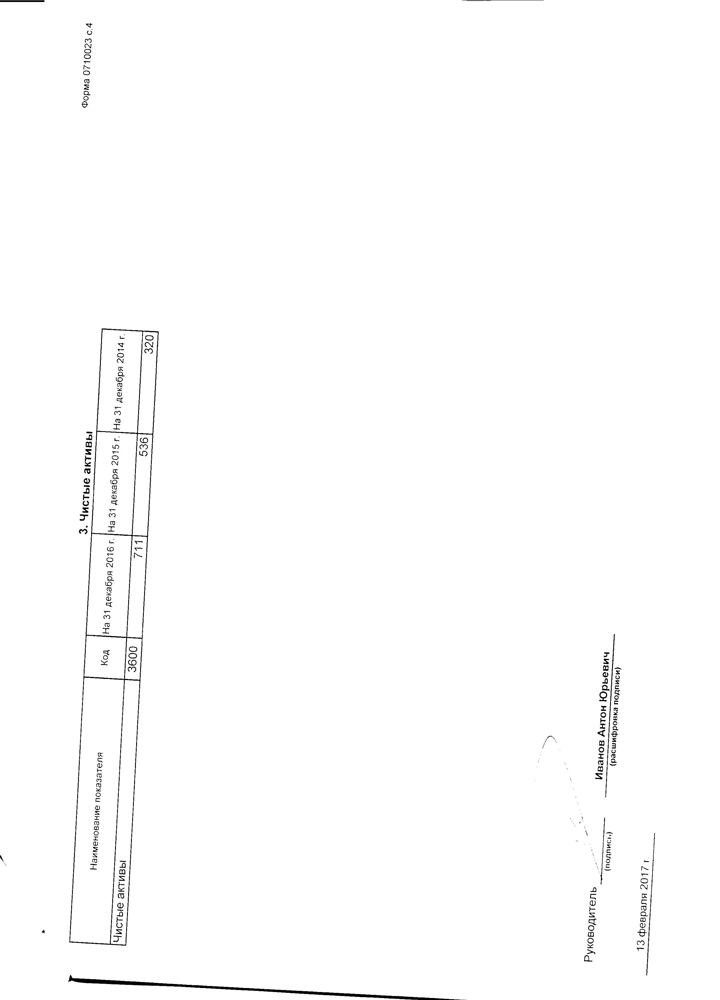 Форма 0710023 с.4
3. Чистые активы
Наименование показателя Код На 31 декабря 2016 г. На 31 декабря 2015 г. На 31 декабря 2014 г.
Чистые активы 3600 711 536 320
Руководитель Иванов Антон Юрьевич
(подпись) (расшифровка подписи)
13 февраля 2017 г.